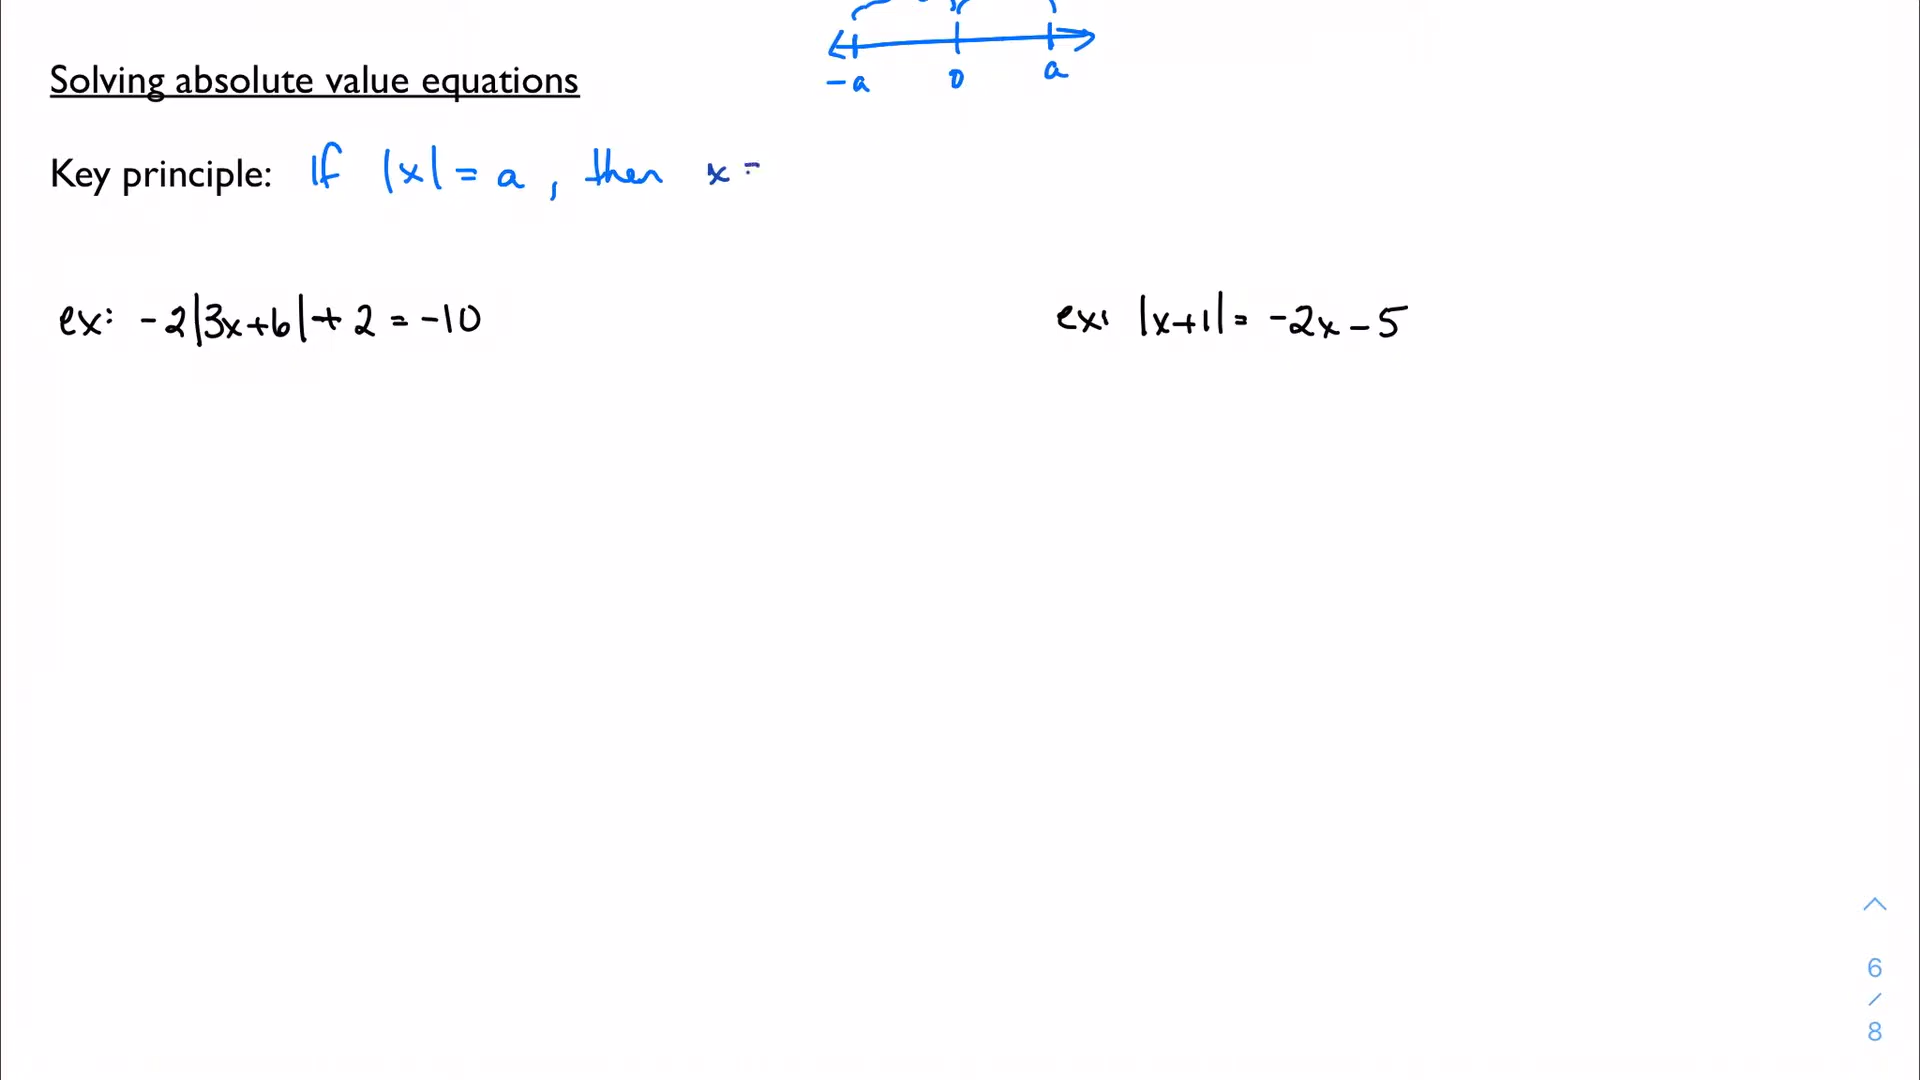 -a 0 a
Solving absolute value equations
Key principle: If |x| = a, then x =
ex: -2|3x+6|+2=-10
ex: |x+1|= -2x-5
6
/
8